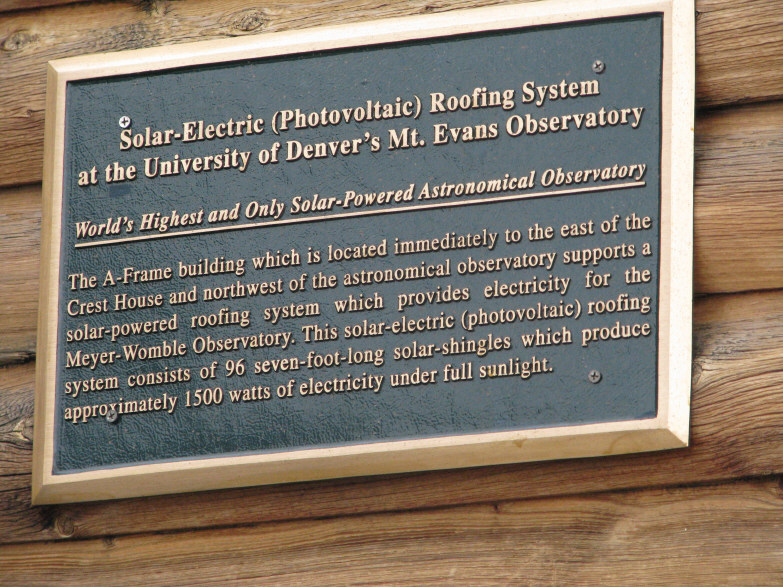 Solar-Electric (Photovoltaic) Roofing System
at the University of Denver's Mt. Evans Observatory
World's Highest and Only Solar-Powered Astronomical Observatory
The A-Frame building which is located immediately to the east of the
Crest House and northwest of the astronomical observatory supports a
solar-powered roofing system which provides electricity for the
Meyer-Womble Observatory. This solar-electric (photovoltaic) roofing
system consists of 96 seven-foot-long solar-shingles which produce
approximately 1500 watts of electricity under full sunlight.